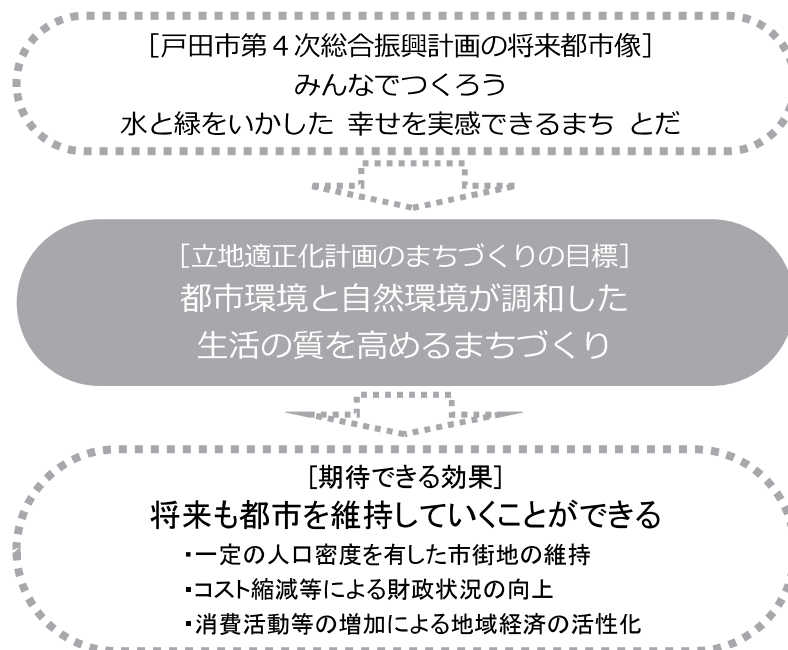 ［戸田市第４次総合振興計画の将来都市像］
みんなでつくろう
水と緑をいかした 幸せを実感できるまち とだ
［立地適正化計画のまちづくりの目標］
都市環境と自然環境が調和した
生活の質を高めるまちづくり
［期待できる効果］
将来も都市を維持していくことができる
・一定の人口密度を有した市街地の維持
・コスト縮減等による財政状況の向上
・消費活動等の増加による地域経済の活性化